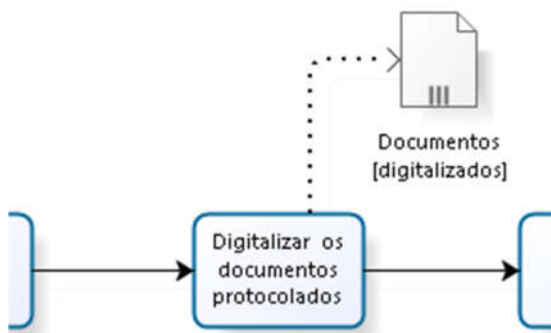 Documentos
[digitalizados]
Digitalizar os
documentos
protocolados